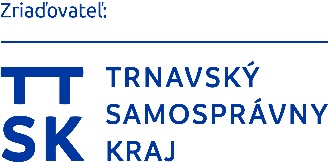 Zriaďovateľ:
TT TRNAVSKÝ
SK SAMOSPRÁVNY
KRAJ